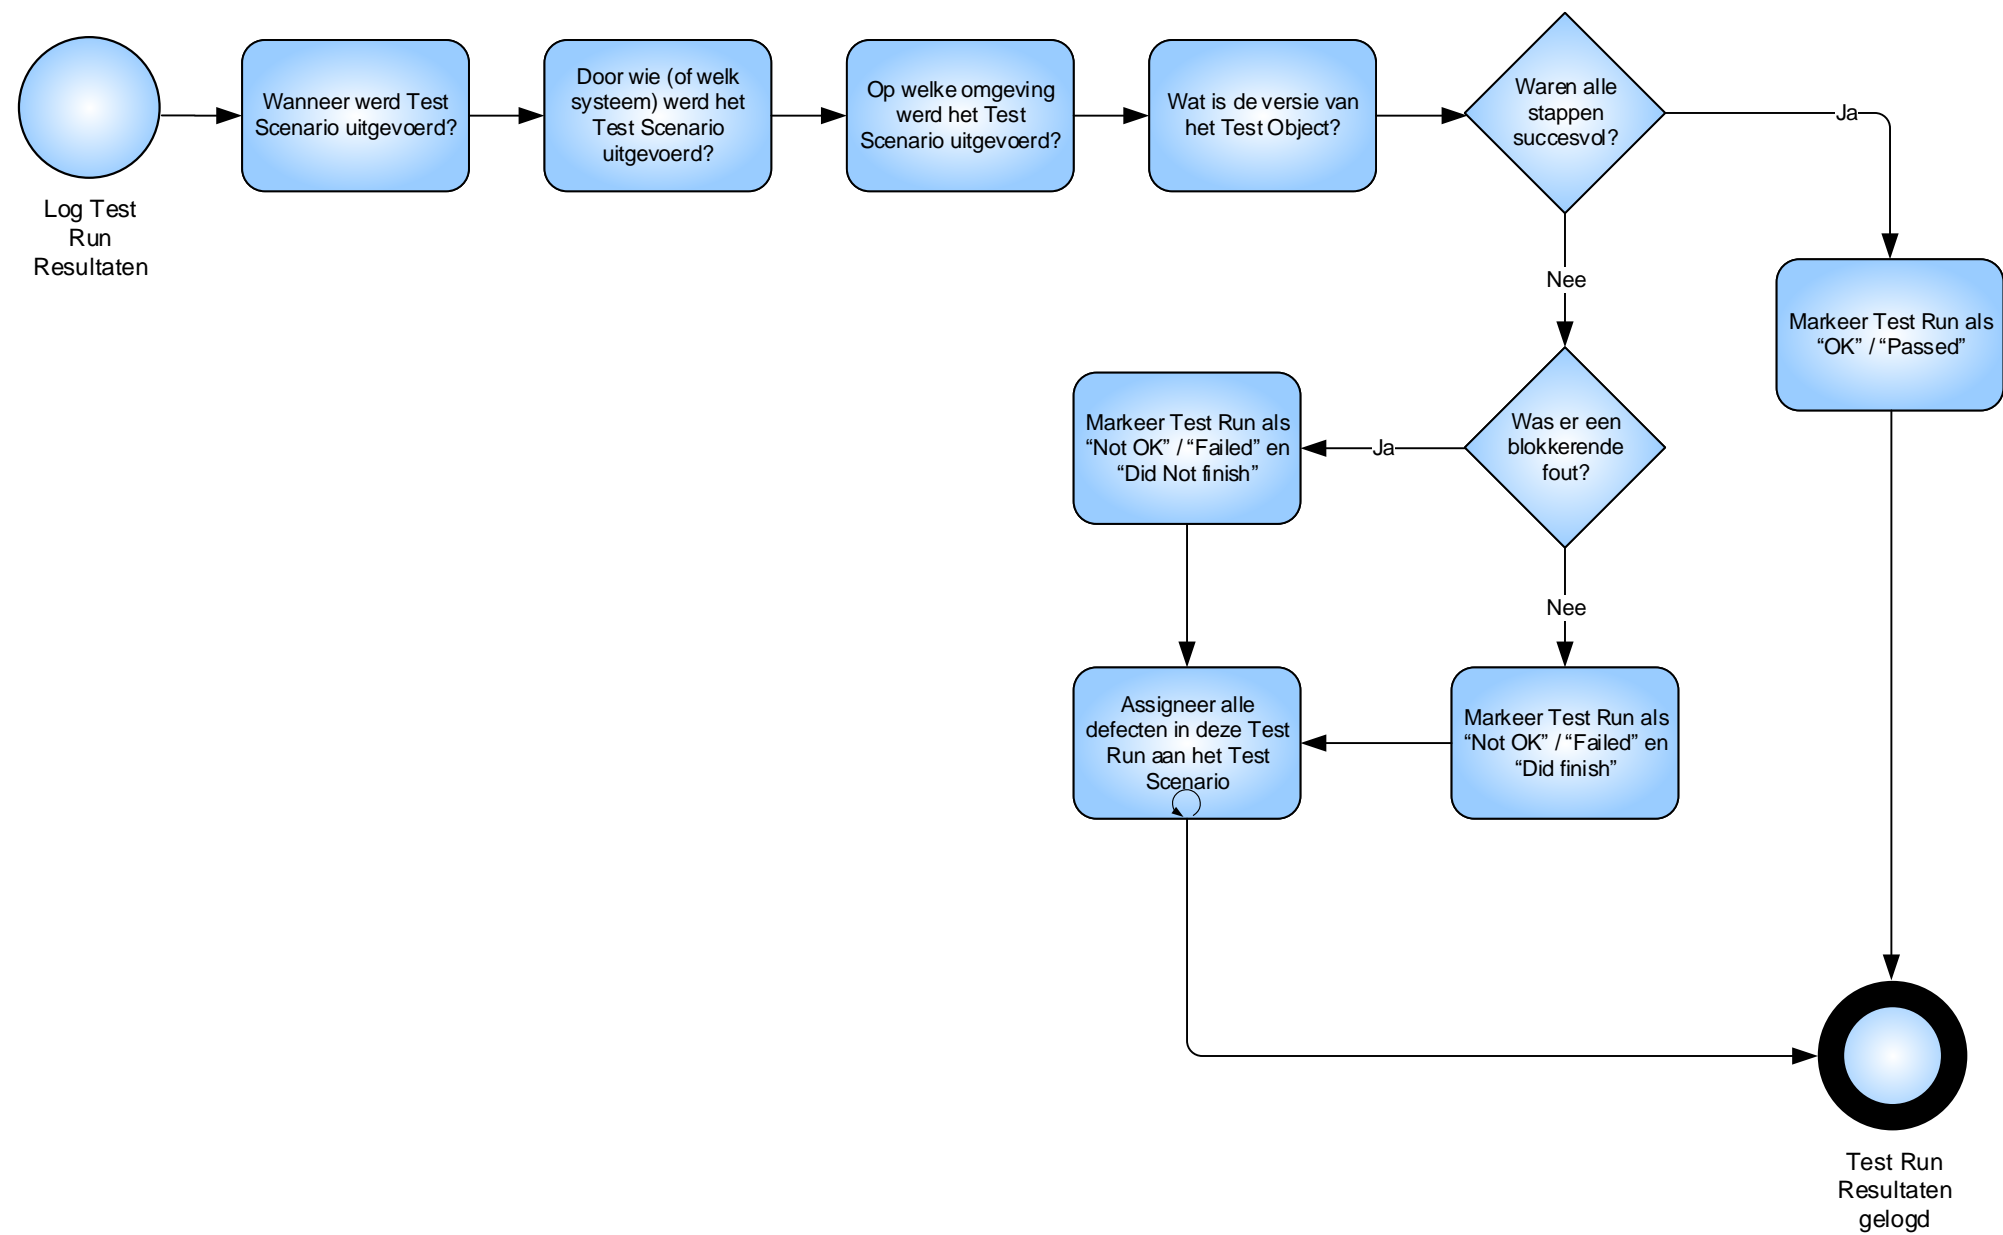 Log Test
Run
Resultaten
Wanneer werd Test
Scenario uitgevoerd?
Door wie (of welk
systeem) werd het
Test Scenario
uitgevoerd?
Op welke omgeving
werd het Test
Scenario uitgevoerd?
Wat is de versie van
het Test Object?
Waren alle
stappen
succesvol?
Ja
Nee
Markeer Test Run als
“OK” / “Passed”
Was er een
blokkerende
fout?
Ja
Markeer Test Run als
“Not OK” / “Failed” en
“Did Not finish”
Nee
Markeer Test Run als
“Not OK” / “Failed” en
“Did finish”
Assigneer alle
defecten in deze Test
Run aan het Test
Scenario
Test Run
Resultaten
gelogd